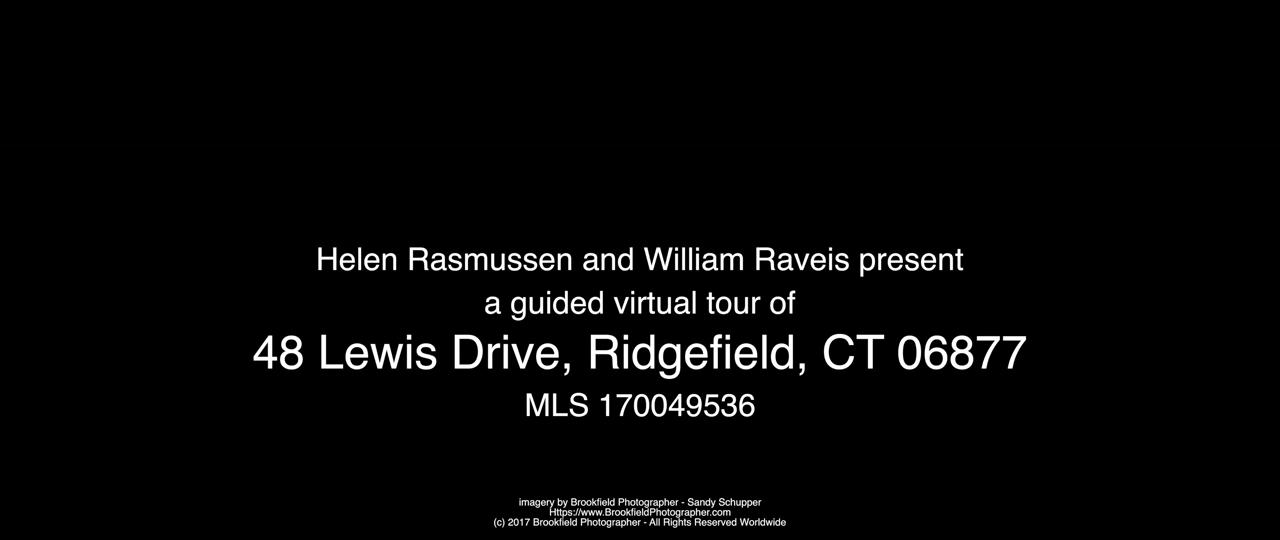 Helen Rasmussen and William Raveis present
a guided virtual tour of
48 Lewis Drive, Ridgefield, CT 06877
MLS 170049536
imagery by Brookfield Photographer - Sandy Schupper
Https://www.BrookfieldPhotographer.com
(c) 2017 Brookfield Photographer - All Rights Reserved Worldwide